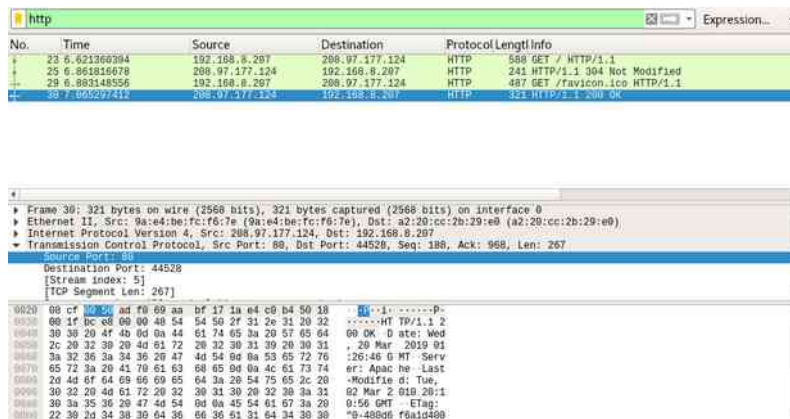 http
Expression...
No. Time Source Destination Protocol Lengtl Info
23 6.621360394 192.168.8.207 208.97.177.124 HTTP 588 GET / HTTP/1.1
25 6.861816678 208.97.177.124 192.168.8.207 HTTP 241 HTTP/1.1 304 Not Modified
29 6.883148556 192.168.8.207 208.97.177.124 HTTP 487 GET /favicon.ico HTTP/1.1
30 7.065297412 208.97.177.124 192.168.8.207 HTTP 321 HTTP/1.1 200 OK
Frame 30: 321 bytes on wire (2568 bits), 321 bytes captured (2568 bits) on interface 0
Ethernet II, Src: 9a:e4:be:fc:f6:7e (9a:e4:be:fc:f6:7e), Dst: a2:20:cc:2b:29:e0 (a2:20:cc:2b:29:e0)
Internet Protocol Version 4, Src: 208.97.177.124, Dst: 192.168.8.207
Transmission Control Protocol, Src Port: 80, Dst Port: 44528, Seq: 188, Ack: 968, Len: 267
Source Port: 80
Destination Port: 44528
[Stream index: 5]
[TCP Segment Len: 267]
0020 08 cf 00 50 ad f0 69 aa bf 17 1a e4 c0 b4 50 18 ···P··i· ······P·
0030 00 1f bc e8 00 00 48 54 54 50 2f 31 2e 31 20 32 ······HT TP/1.1 2
0040 30 30 20 4f 4b 0d 0a 44 61 74 65 3a 20 57 65 64 00 OK··D ate: Wed
0050 2c 20 32 30 20 4d 61 72 20 32 30 31 39 20 30 31 , 20 Mar 2019 01
0060 3a 32 36 3a 34 36 20 47 4d 54 0d 0a 53 65 72 76 :26:46 G MT··Serv
0070 65 72 3a 20 41 70 61 63 68 65 0d 0a 4c 61 73 74 er: Apac he··Last
0080 2d 4d 6f 64 69 66 69 65 64 3a 20 54 75 65 2c 20 -Modifie d: Tue,
0090 30 32 20 4d 61 72 20 32 30 31 30 20 32 30 3a 31 02 Mar 2 010 20:1
00a0 30 3a 35 36 20 47 4d 54 0d 0a 45 54 61 67 3a 20 0:56 GMT ··ETag:
00b0 22 30 2d 34 38 30 64 36 66 36 61 31 64 34 30 30 "0-488d6 f6a1d400